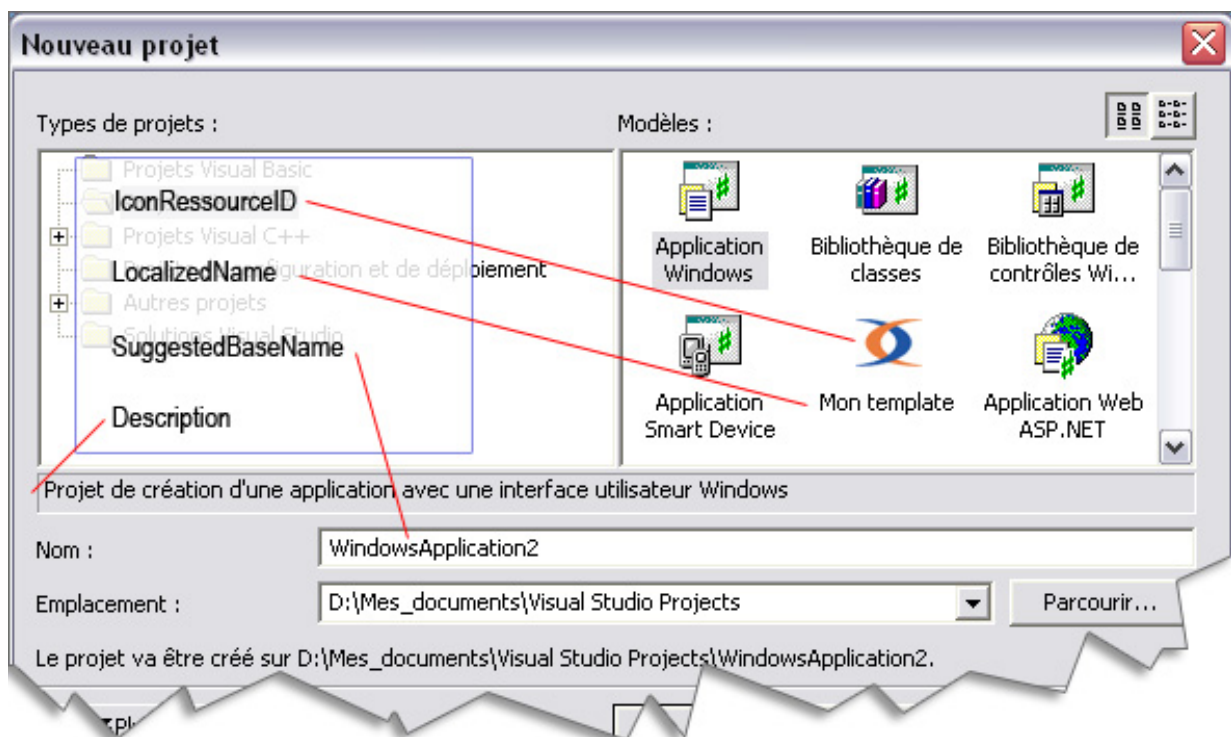 Nouveau projet
Types de projets :
Modèles :
Projets Visual Basic
IconRessourceID
Projets Visual C++
LocalizedName
uration et de déploiement
Autres projets
Solutions Visual Studio
SuggestedBaseName
Description
Application
Windows
Bibliothèque de
classes
Bibliothèque de
contrôles Wi...
Application
Smart Device
Mon template
Application Web
ASP.NET
Projet de création d'une application avec une interface utilisateur Windows
Nom :
WindowsApplication2
Emplacement :
D:\Mes_documents\Visual Studio Projects
Parcourir...
Le projet va être créé sur D:\Mes_documents\Visual Studio Projects\WindowsApplication2.